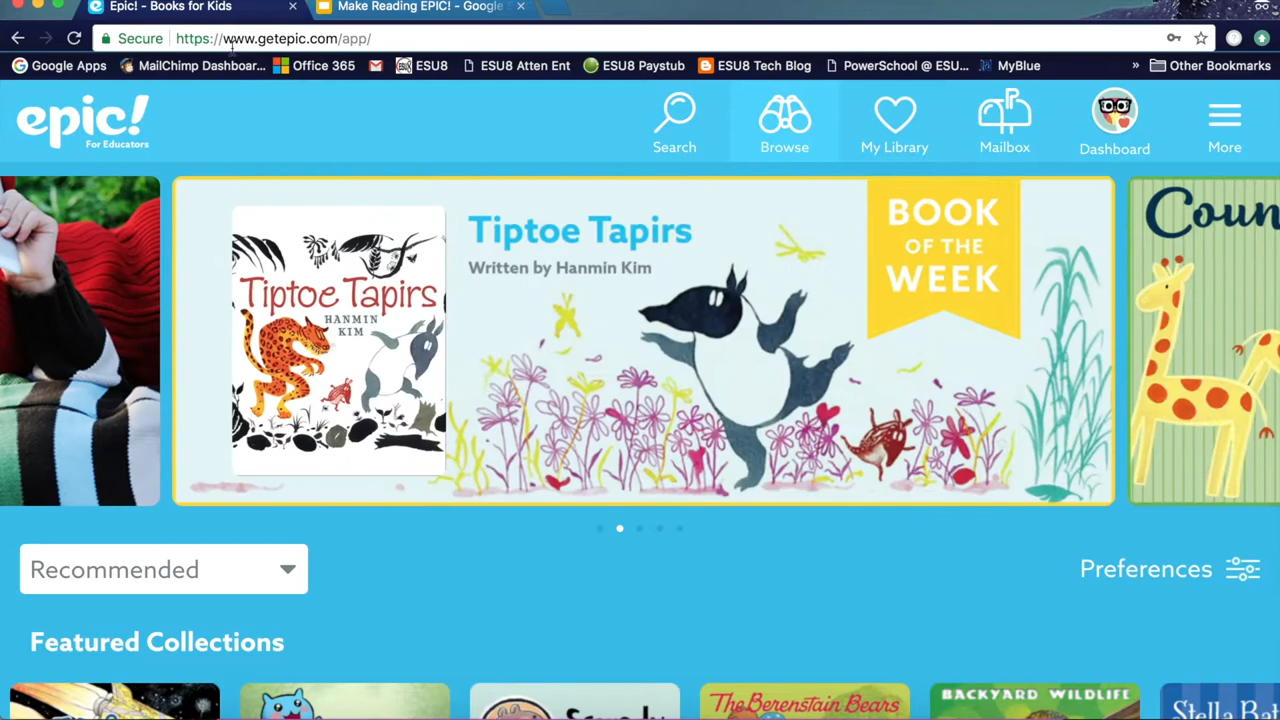 Epic! - Books for Kids
Make Reading EPIC! - Google
Secure
https://www.getepic.com/app/
Google Apps
MailChimp Dashboar...
Office 365
ESU8
ESU8 Atten Ent
ESU8 Paystub
ESU8 Tech Blog
PowerSchool @ ESU...
MyBlue
»
Other Bookmarks
epic!
For Educators
Search
Browse
My Library
Mailbox
Dashboard
More
Tiptoe Tapirs
HANMIN
KIM
Tiptoe Tapirs
Written by Hanmin Kim
BOOK
OF THE
WEEK
Recommended
Preferences
Featured Collections
The Berenstain Bears
BACKYARD WILDLIFE